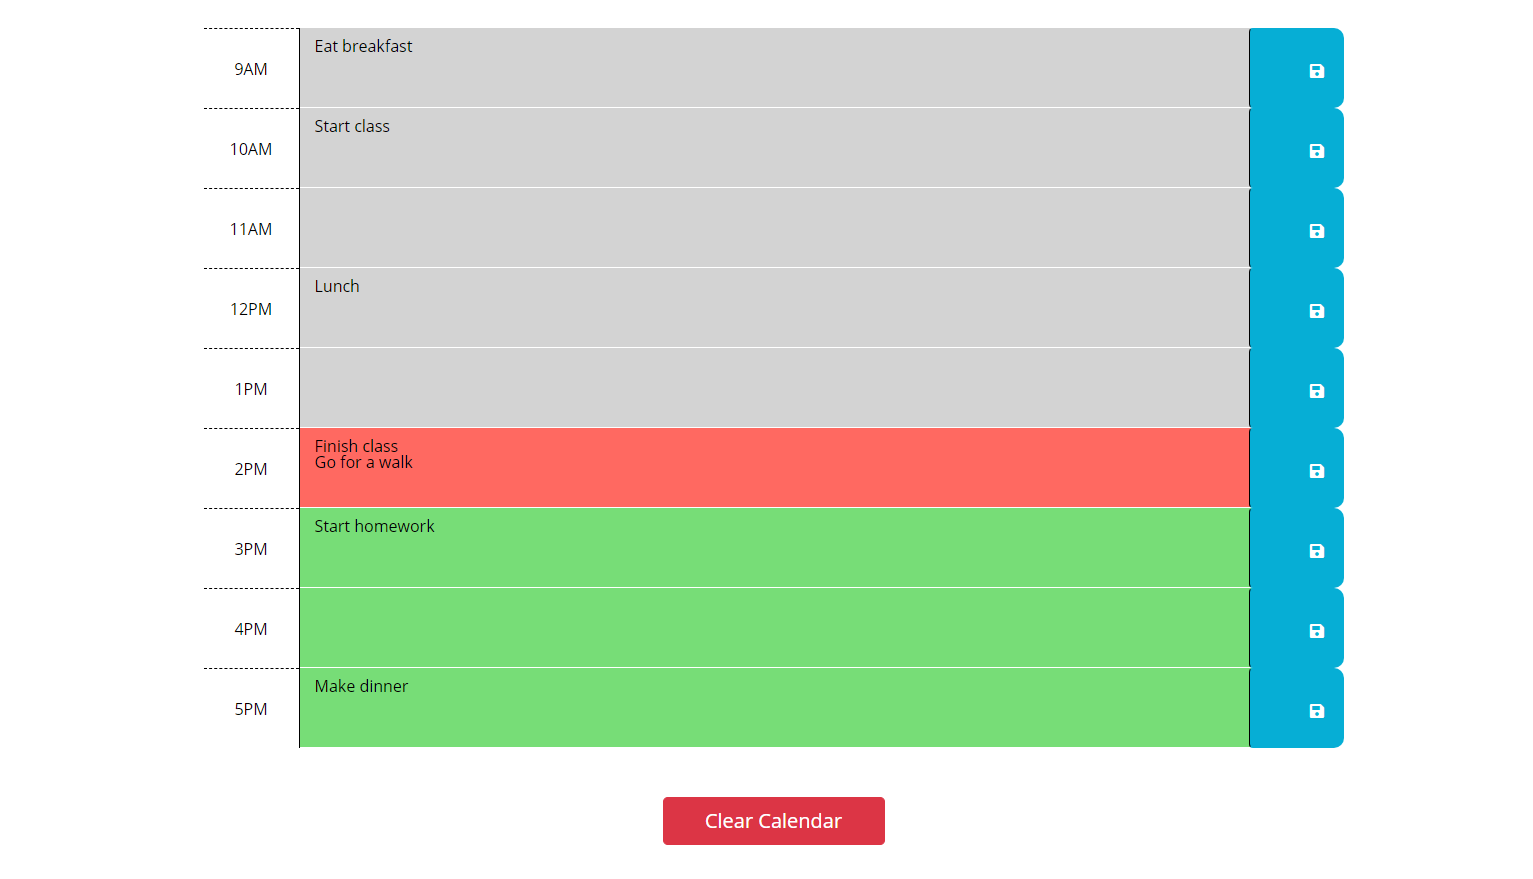 9AM
Eat breakfast
10AM
Start class
11AM
12PM
Lunch
1PM
2PM
Finish class
Go for a walk
3PM
Start homework
4PM
5PM
Make dinner
Clear Calendar